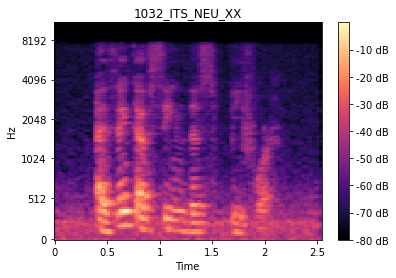 1032_ITS_NEU_XX
8192
4096
2048
1024
512
0
Hz
0
0.5
1
1.5
2
2.5
Time
-10 dB
-20 dB
-30 dB
-40 dB
-50 dB
-60 dB
-70 dB
-80 dB